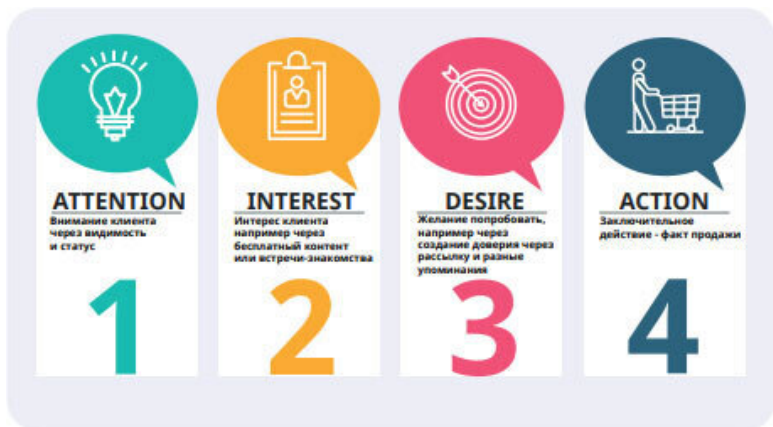 ATTENTION
Внимание клиента
через видимость
и статус
1
INTEREST
Интерес клиента
например через
бесплатный контент
или встречи-знакомства
2
DESIRE
Желание попробовать,
например через
создание доверия через
рассылку и разные
упоминания
3
ACTION
Заключительное
действие - факт продажи
4